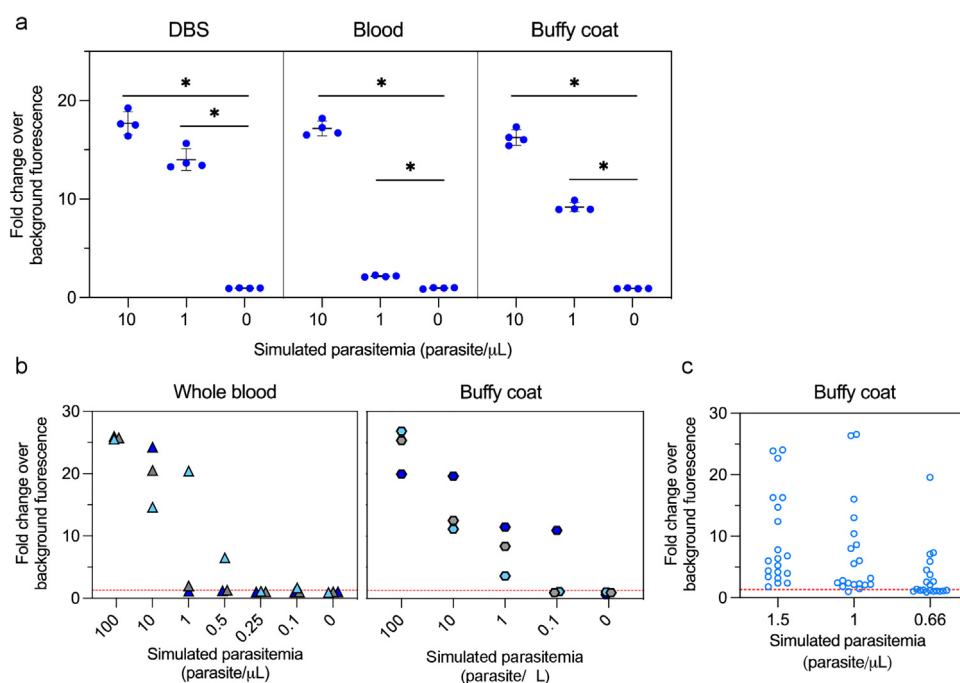 a
DBS Blood Buffy coat
Fold change over
background fuorescence
20
10
0
* * * * * *
10 1 0 10 1 0 10 1 0
Simulated parasitemia (parasite/μL)
b
Whole blood Buffy coat
Fold change over
background fluorescence
30
20
10
0
100 10 1 0.5 0.25 0.1 0 100 10 1 0.1 0
Simulated parasitemia
(parasite/μL)
Simulated parasitemia
(parasite/ L)
c
Buffy coat
Fold change over
background fluorescence
30
20
10
0
1.5 1 0.66
Simulated parasitemia
(parasite/μL)